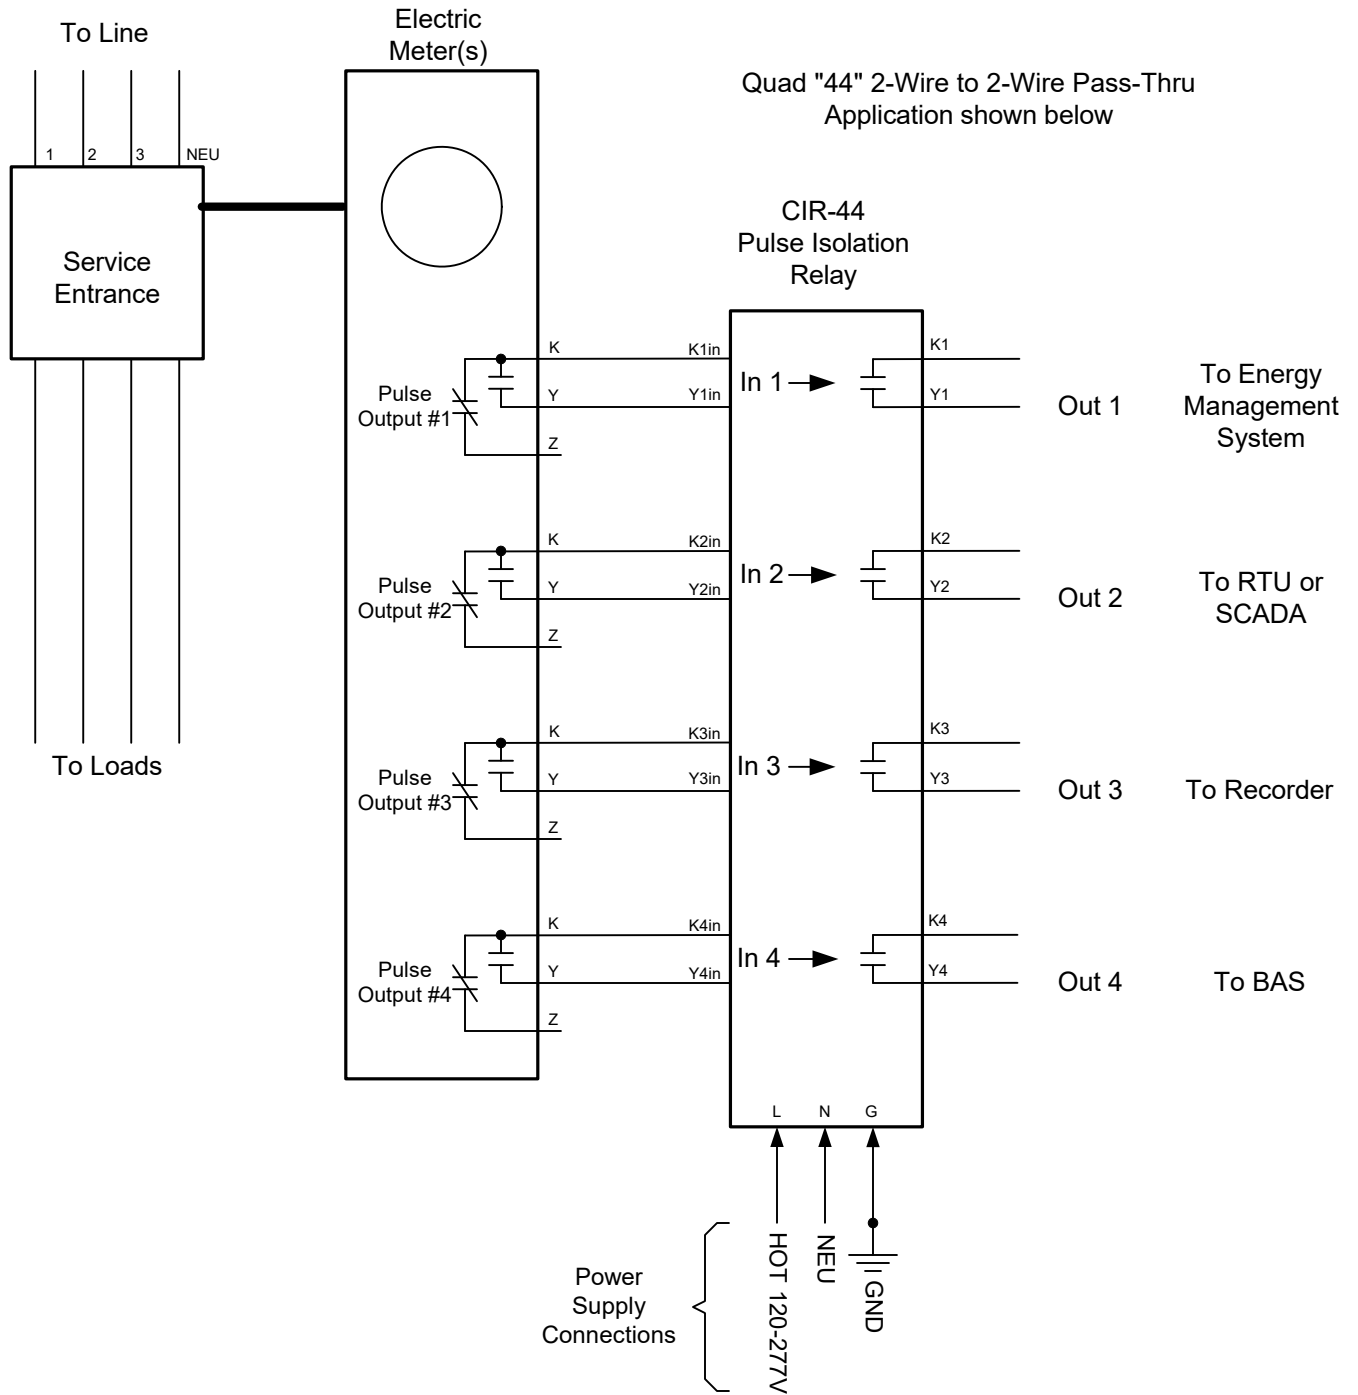 To Line
Electric
Meter(s)
Quad "44" 2-Wire to 2-Wire Pass-Thru
Application shown below
1
2
3
NEU
Service
Entrance
CIR-44
Pulse Isolation
Relay
Pulse
Output #1
K
Y
Z
K1in
Y1in
In 1
K1
Y1
Out 1
To Energy
Management
System
Pulse
Output #2
K
Y
Z
K2in
Y2in
In 2
K2
Y2
Out 2
To RTU or
SCADA
To Loads
Pulse
Output #3
K
Y
Z
K3in
Y3in
In 3
K3
Y3
Out 3
To Recorder
Pulse
Output #4
K
Y
Z
K4in
Y4in
In 4
K4
Y4
Out 4
To BAS
L
N
G
Power
Supply
Connections
HOT 120-277V
NEU
GND